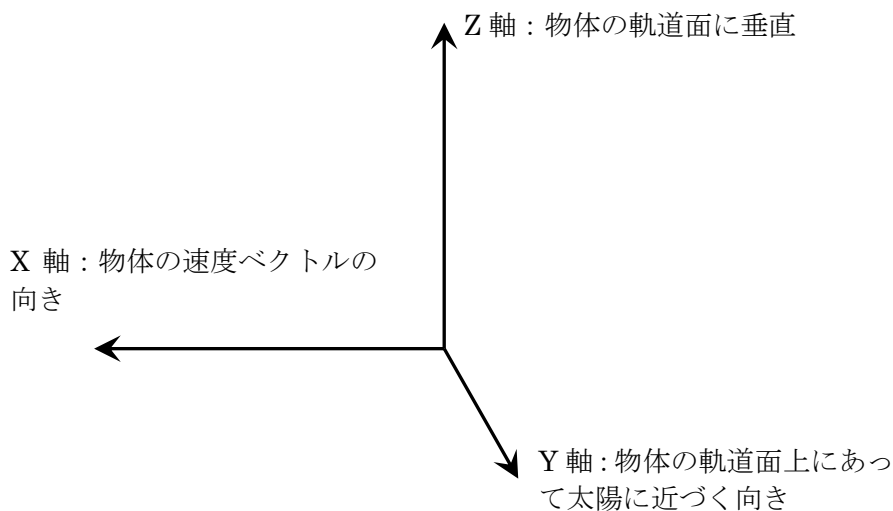 Z 軸：物体の軌道面に垂直
X 軸：物体の速度ベクトルの
向き
Y 軸：物体の軌道面上にあっ
て太陽に近づく向き